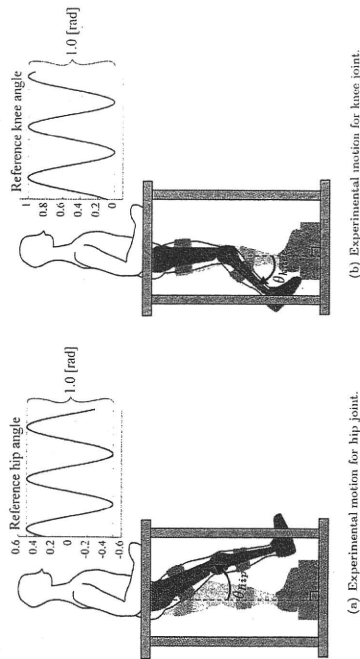 Reference hip angle
0.6
0.4
0.2
0
-0.2
-0.4
-0.6
1.0 [rad]
θhip
(a) Experimental motion for hip joint.
Reference knee angle
1
0.8
0.6
0.4
0.2
0
1.0 [rad]
(b) Experimental motion for knee joint.